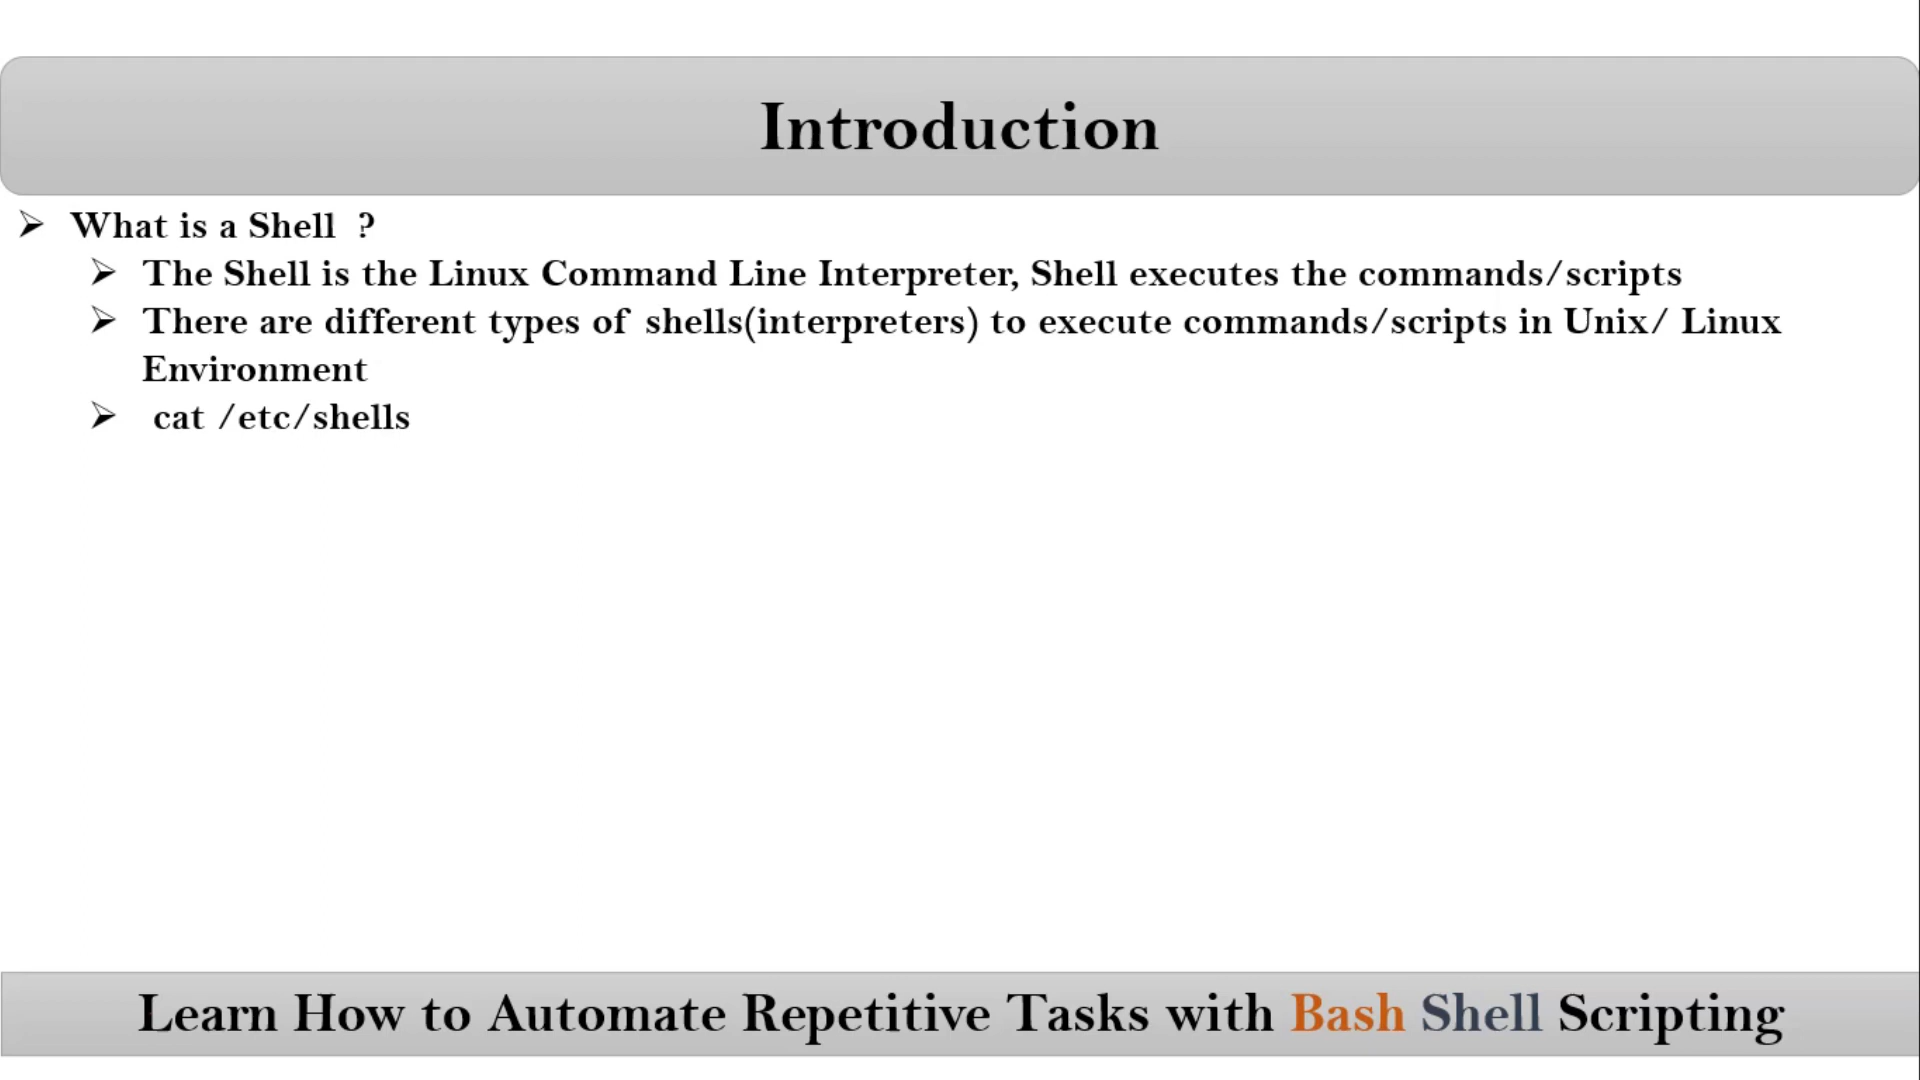 Introduction
➢ What is a Shell ?
➢ The Shell is the Linux Command Line Interpreter, Shell executes the commands/scripts
➢ There are different types of shells(interpreters) to execute commands/scripts in Unix/ Linux
Environment
➢ cat /etc/shells
Learn How to Automate Repetitive Tasks with Bash Shell Scripting